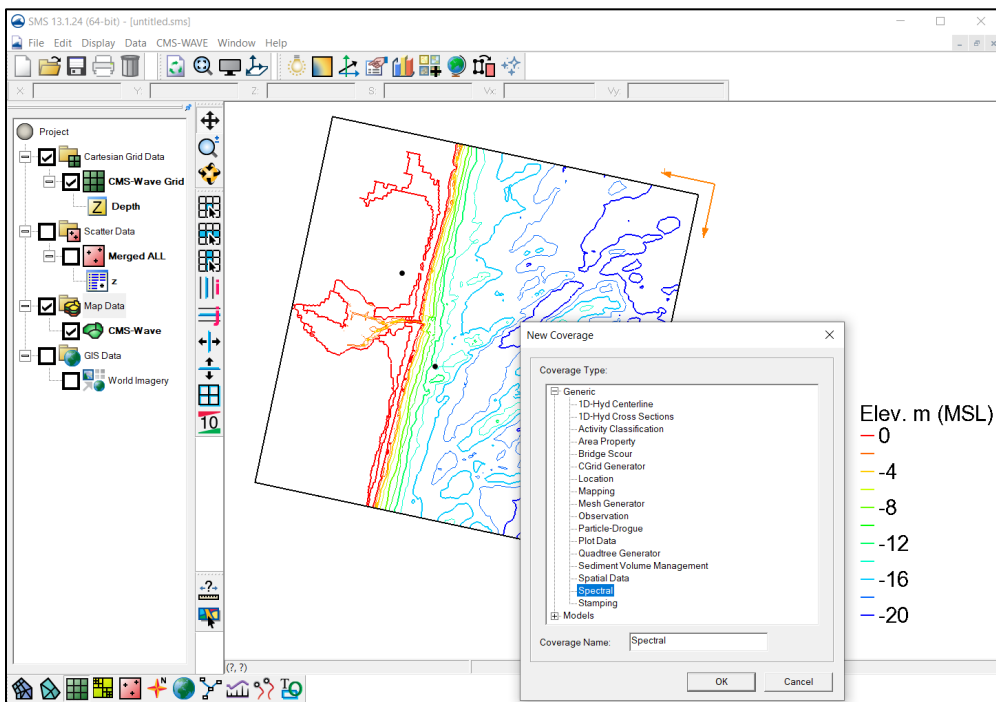 SMS 13.1.24 (64-bit) - [untitled.sms]
File Edit Display Data CMS-WAVE Window Help
X: Y: Z: S: Vx: Vy:
Project
Cartesian Grid Data
CMS-Wave Grid
Z Depth
Scatter Data
Merged ALL
z
Map Data
CMS-Wave
GIS Data
World Imagery
i
j
10
?
New Coverage
Coverage Type:
Generic
1D-Hyd Centerline
1D-Hyd Cross Sections
Activity Classification
Area Property
Bridge Scour
CGrid Generator
Location
Mapping
Mesh Generator
Observation
Particle-Drogue
Plot Data
Quadtree Generator
Sediment Volume Management
Spatial Data
Spectral
Stamping
Models
Coverage Name: Spectral
OK Cancel
Elev. m (MSL)
0
-4
-8
-12
-16
-20
(?, ?)
N